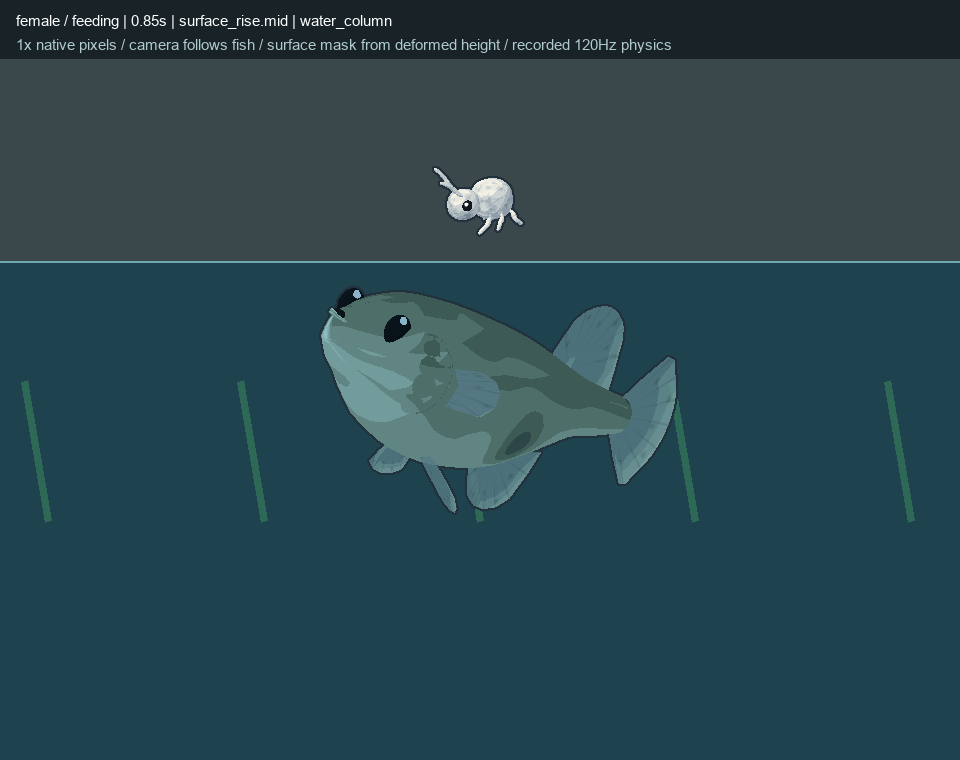 female / feeding | 0.85s | surface_rise.mid | water_column
1x native pixels / camera follows fish / surface mask from deformed height / recorded 120Hz physics